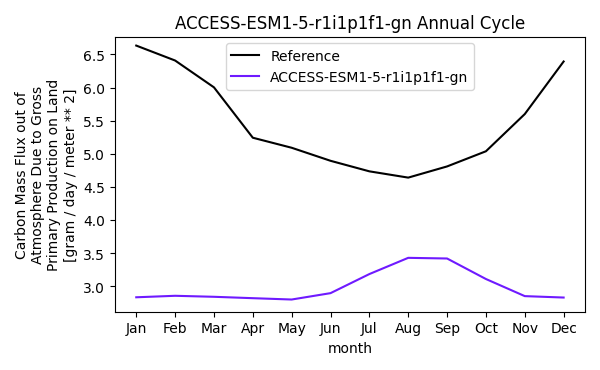 ACCESS-ESM1-5-r1i1p1f1-gn Annual Cycle
Reference
ACCESS-ESM1-5-r1i1p1f1-gn
Carbon Mass Flux out of
Atmosphere Due to Gross
Primary Production on Land
[gram / day / meter ** 2]
6.5
6.0
5.5
5.0
4.5
4.0
3.5
3.0
Jan Feb Mar Apr May Jun Jul Aug Sep Oct Nov Dec
month